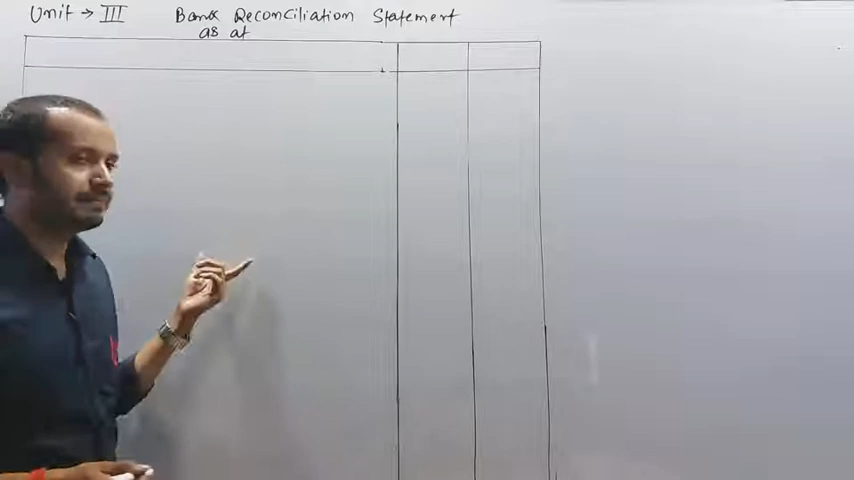 Unit → III Bank Reconciliation Statement
as at